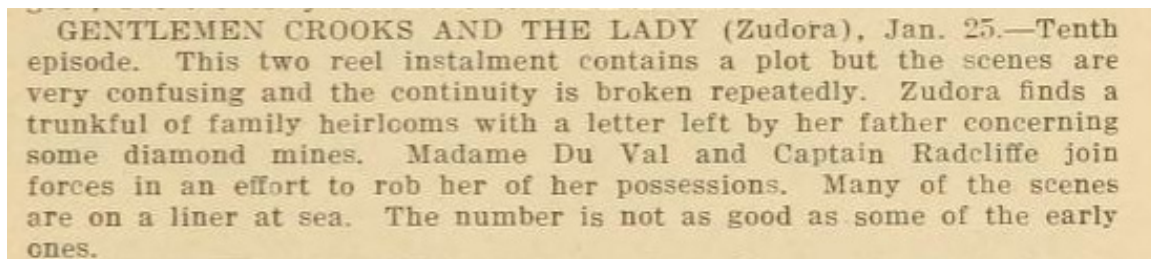 GENTLEMEN CROOKS AND THE LADY (Zudora), Jan. 25.—Tenth
episode. This two reel instalment contains a plot but the scenes are
very confusing and the continuity is broken repeatedly. Zudora finds a
trunkful of family heirlooms with a letter left by her father concerning
some diamond mines. Madame Du Val and Captain Radcliffe join
forces in an effort to rob her of her possessions. Many of the scenes
are on a liner at sea. The number is not as good as some of the early
ones.